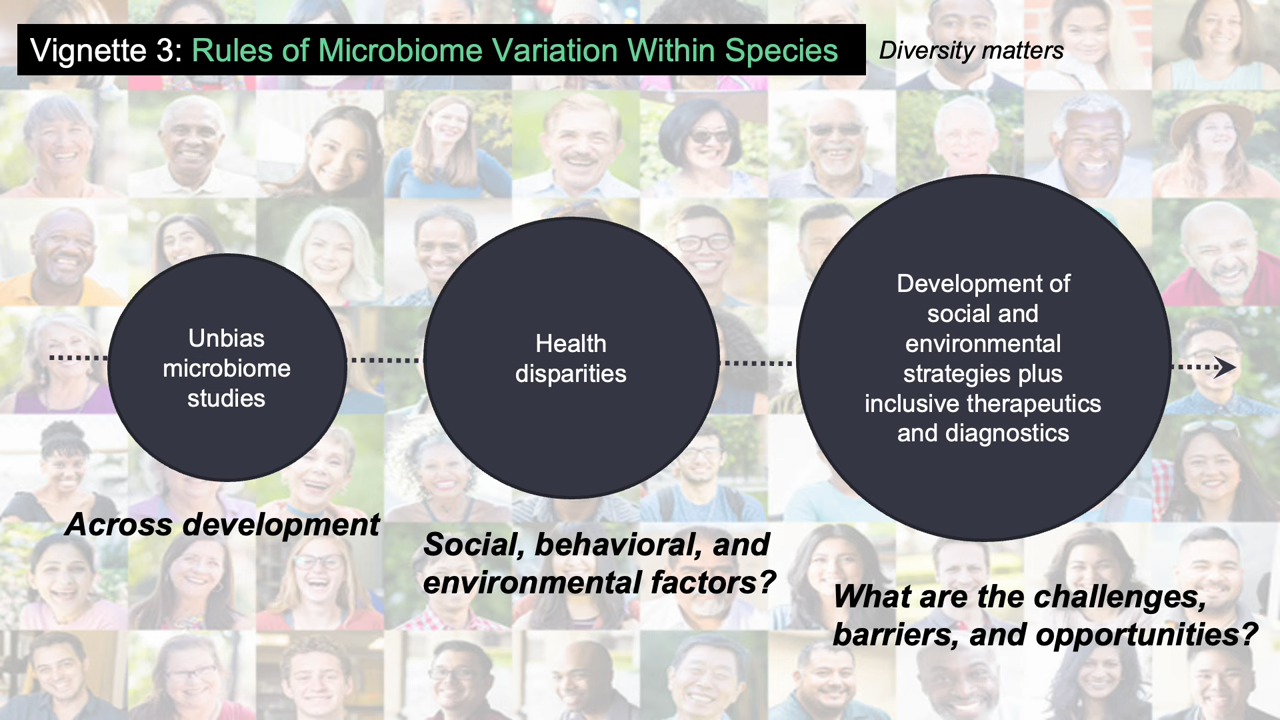 Vignette 3: Rules of Microbiome Variation Within Species
Diversity matters
Unbias
microbiome
studies
Across development
Health
disparities
Social, behavioral, and
environmental factors?
Development of
social and
environmental
strategies plus
inclusive therapeutics
and diagnostics
What are the challenges,
barriers, and opportunities?